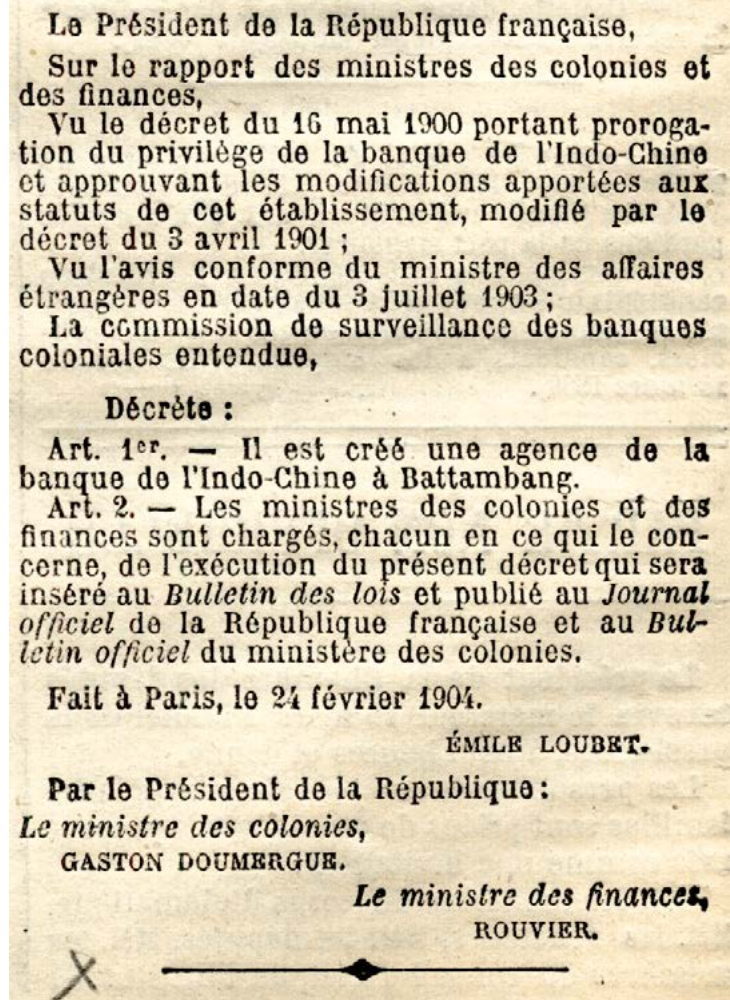 Le Président de la République française,
Sur le rapport des ministres des colonies et
des finances,
Vu le décret du 16 mai 1900 portant proroga-
tion du privilège de la banque de l'Indo-Chine
et approuvant les modifications apportées aux
statuts de cet établissement, modifié par le
décret du 3 avril 1901 ;
Vu l'avis conforme du ministre des affaires
étrangères en date du 3 juillet 1903 ;
La commission de surveillance des banques
coloniales entendue,
Décrète :
Art. 1er. — Il est créé une agence de la
banque de l'Indo-Chine à Battambang.
Art. 2. — Les ministres des colonies et des
finances sont chargés, chacun en ce qui le con-
cerne, de l'exécution du présent décret qui sera
inséré au Bulletin des lois et publié au Journal
officiel de la République française et au Bul-
letin officiel du ministère des colonies.
Fait à Paris, le 24 février 1904.
ÉMILE LOUBET.
Par le Président de la République :
Le ministre des colonies,
GASTON DOUMERGUE.
Le ministre des finances,
ROUVIER.